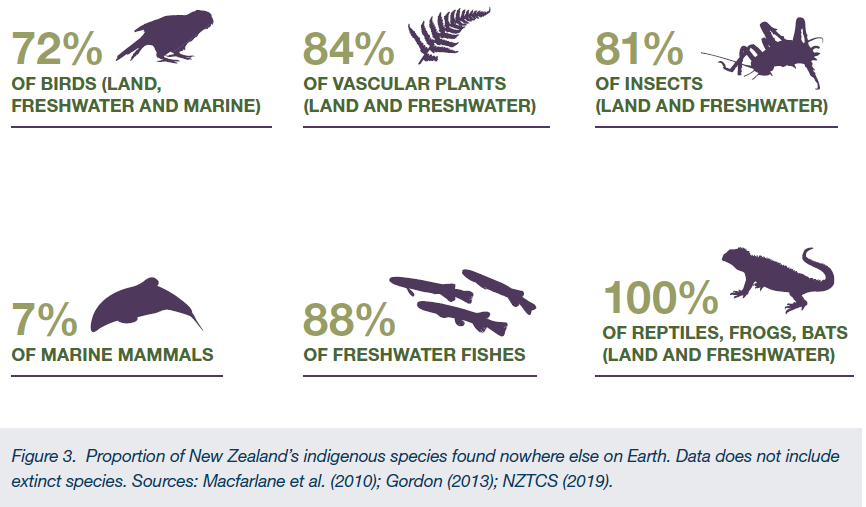 72%
OF BIRDS (LAND,
FRESHWATER AND MARINE)
84%
OF VASCULAR PLANTS
(LAND AND FRESHWATER)
81%
OF INSECTS
(LAND AND FRESHWATER)
7%
OF MARINE MAMMALS
88%
OF FRESHWATER FISHES
100%
OF REPTILES, FROGS, BATS
(LAND AND FRESHWATER)
Figure 3. Proportion of New Zealand's indigenous species found nowhere else on Earth. Data does not include
extinct species. Sources: Macfarlane et al. (2010); Gordon (2013); NZTCS (2019).